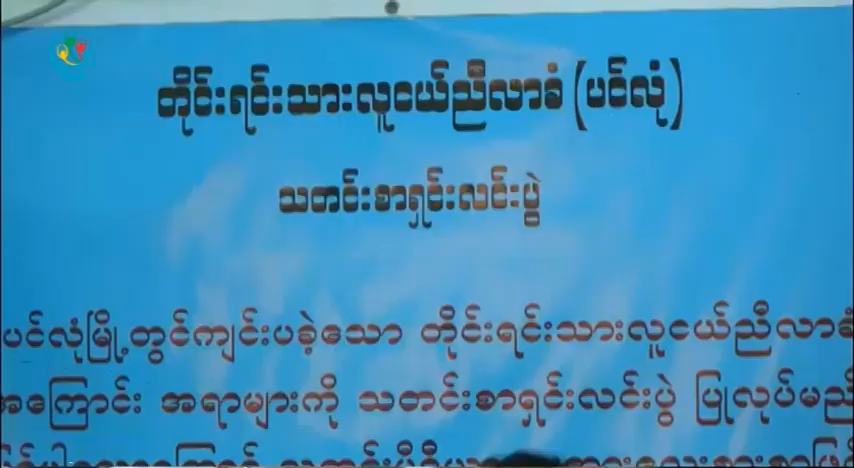 တိုင်းရင်းသားလူငယ်ညီလာခံ (ပင်လုံ)
သတင်းစာရှင်းလင်းပွဲ
ပင်လုံမြို့တွင်ကျင်းပခဲ့သော တိုင်းရင်းသားလူငယ်ညီလာခံ
အကြောင်း အရာများကို သတင်းစာရှင်းလင်းပွဲ ပြုလုပ်မည်